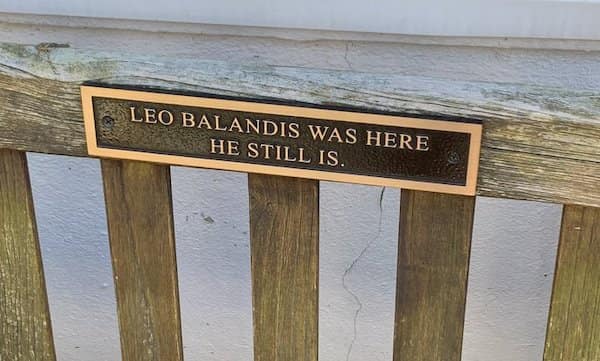 LEO BALANDIS WAS HERE
HE STILL IS.